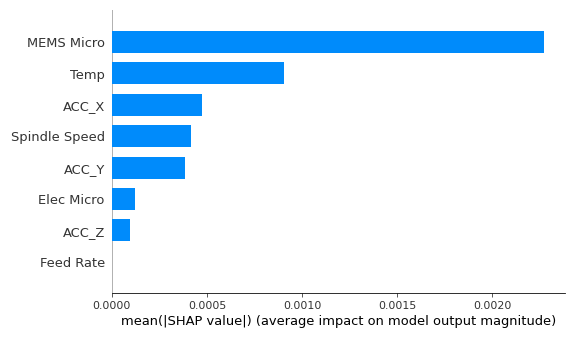 MEMS Micro
Temp
ACC_X
Spindle Speed
ACC_Y
Elec Micro
ACC_Z
Feed Rate
0.0000 0.0005 0.0010 0.0015 0.0020
mean(|SHAP value|) (average impact on model output magnitude)